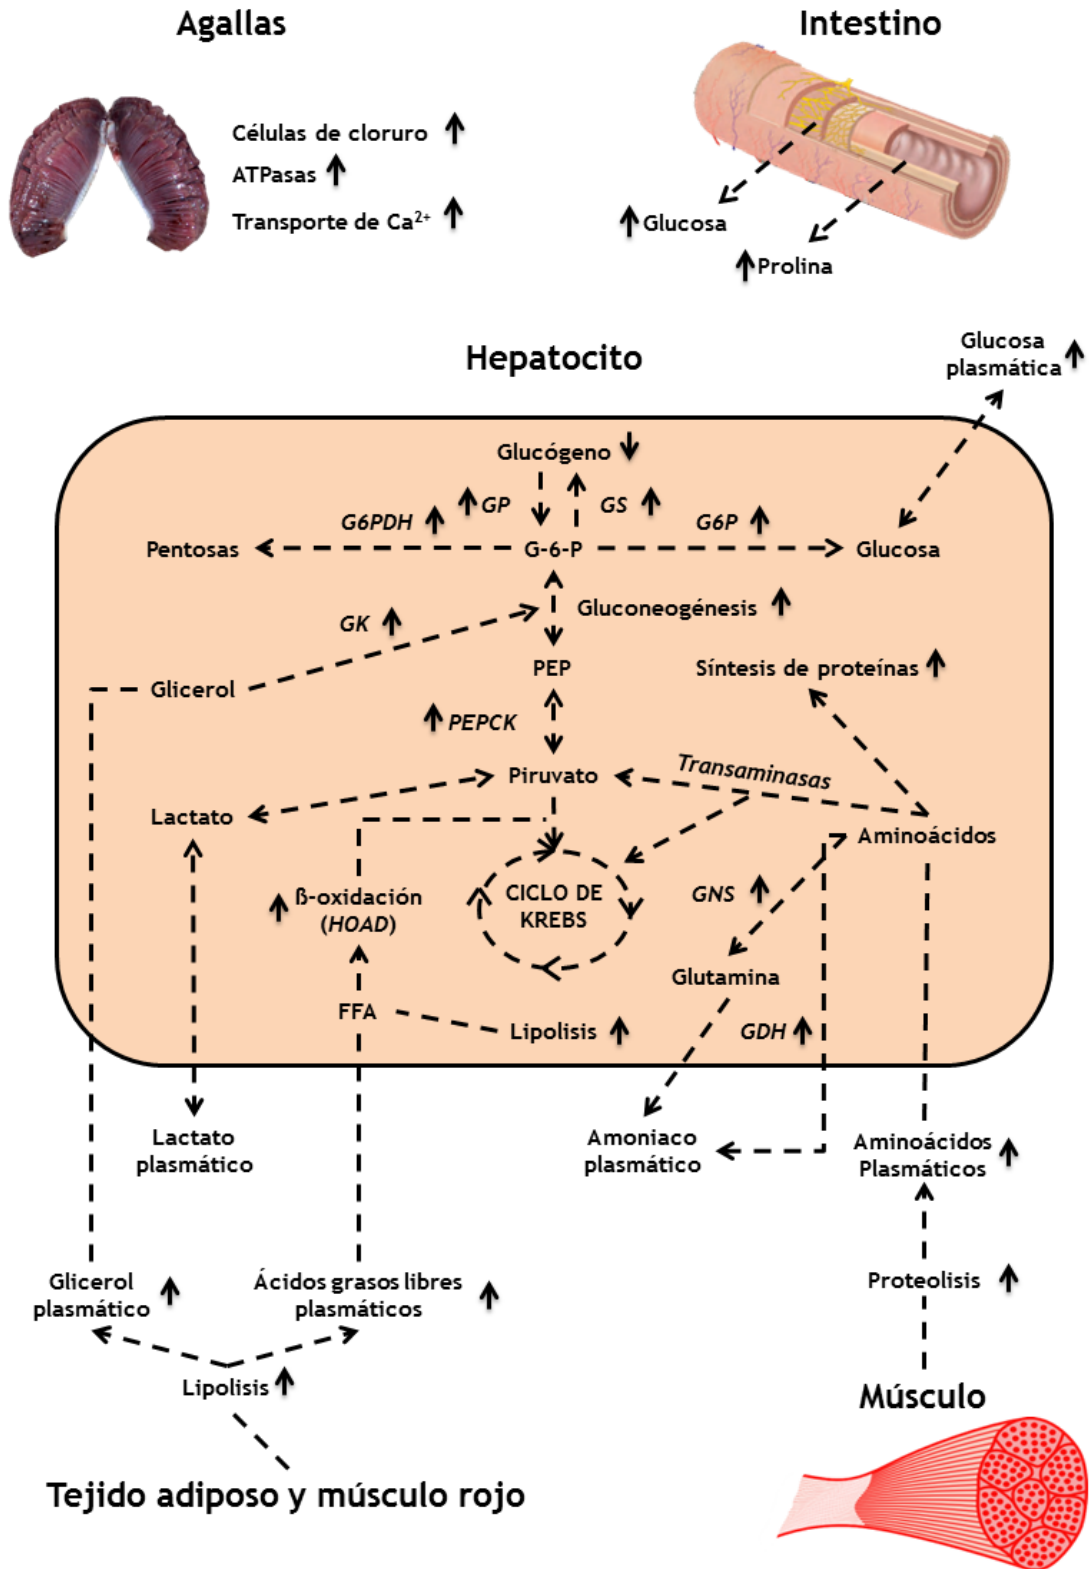 Agallas
Intestino
Células de cloruro
ATPasas
Transporte de Ca²⁺
Glucosa
Prolina
Hepatocito
Glucosa
plasmática
Glucógeno
GP
GS
G6PDH
G6P
Pentosas
G-6-P
Glucosa
GK
Gluconeogénesis
PEP
Síntesis de proteínas
Glicerol
PEPCK
Piruvato
Transaminasas
Lactato
Aminoácidos
ß-oxidación
(HOAD)
CICLO DE
KREBS
GNS
Glutamina
FFA
Lipolisis
GDH
Lactato
plasmático
Amoniaco
plasmático
Aminoácidos
Plasmáticos
Glicerol
plasmático
Ácidos grasos libres
plasmáticos
Proteolisis
Lipolisis
Músculo
Tejido adiposo y músculo rojo